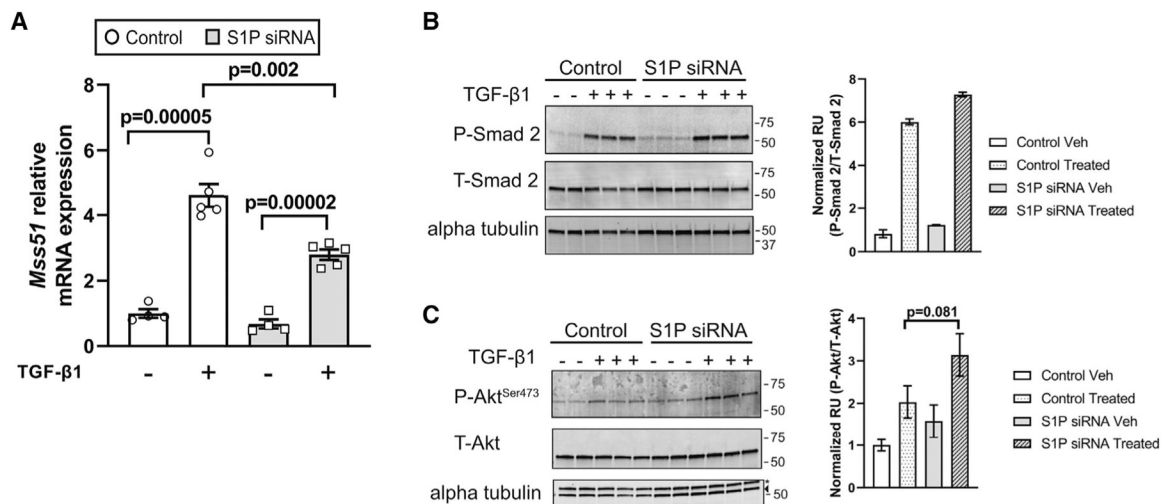 A
Control S1P siRNA
p=0.002
p=0.00005
p=0.00002
Mss51 relative
mRNA expression
8
6
4
2
0
TGF-β1 - + - +
B
Control S1P siRNA
TGF-β1 - - + + + - - - + + +
P-Smad 2
-75
-50
T-Smad 2
-75
-50
alpha tubulin
-50
-37
Normalized RU
(P-Smad 2/T-Smad 2)
8
6
4
2
0
Control Veh
Control Treated
S1P siRNA Veh
S1P siRNA Treated
C
Control S1P siRNA
TGF-β1 - - + + + - - - + + +
P-AktSer473
-75
-50
T-Akt
-75
-50
alpha tubulin
*
-50
Normalized RU (P-Akt/T-Akt)
4
3
2
1
0
p=0.081
Control Veh
Control Treated
S1P siRNA Veh
S1P siRNA Treated